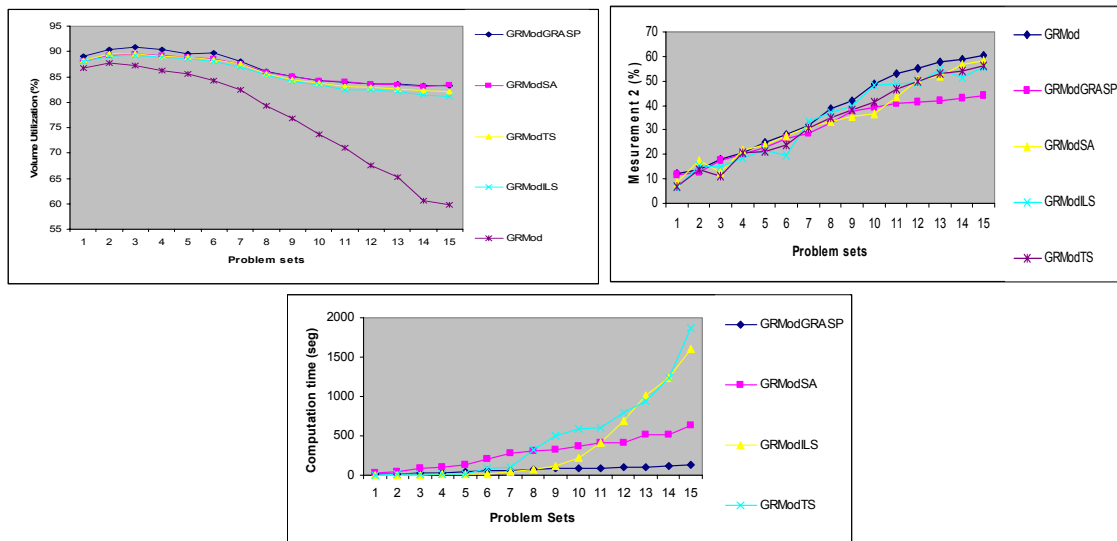 Volume Utilization (%)
95
90
85
80
75
70
65
60
55
1 2 3 4 5 6 7 8 9 10 11 12 13 14 15
Problem sets
GRModGRASP
GRModSA
GRModTS
GRModILS
GRMod
Mesurement 2 (%)
70
60
50
40
30
20
10
0
1 2 3 4 5 6 7 8 9 10 11 12 13 14 15
Problem sets
GRMod
GRModGRASP
GRModSA
GRModILS
GRModTS
Computation time (seg)
2000
1500
1000
500
0
1 2 3 4 5 6 7 8 9 10 11 12 13 14 15
Problem Sets
GRModGRASP
GRModSA
GRModILS
GRModTS